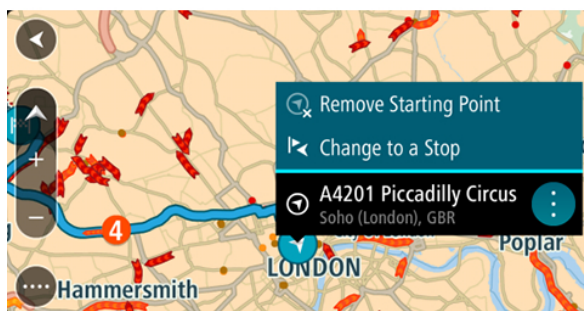 Remove Starting Point
Change to a Stop
A4201 Piccadilly Circus
Soho (London), GBR
4
Poplar
LONDON
Hammersmith